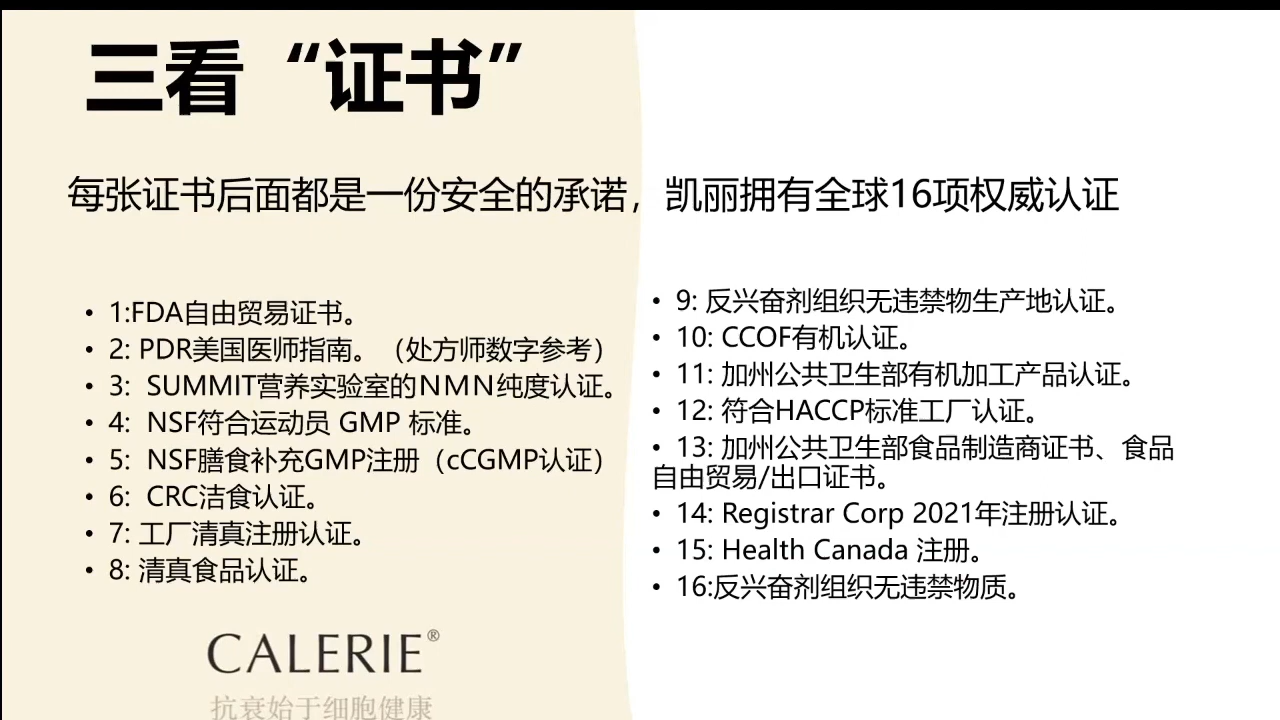 三看“证书”
每张证书后面都是一份安全的承诺，凯丽拥有全球16项权威认证
• 1:FDA自由贸易证书。
• 2: PDR美国医师指南。（处方师数字参考）
• 3: SUMMIT营养实验室的ＮＭＮ纯度认证。
• 4: NSF符合运动员 GMP 标准。
• 5: NSF膳食补充GMP注册（cCGMP认证）
• 6: CRC洁食认证。
• 7: 工厂清真注册认证。
• 8: 清真食品认证。
• 9: 反兴奋剂组织无违禁物生产地认证。
• 10: CCOF有机认证。
• 11: 加州公共卫生部有机加工产品认证。
• 12: 符合HACCP标准工厂认证。
• 13: 加州公共卫生部食品制造商证书、食品
自由贸易/出口证书。
• 14: Registrar Corp 2021年注册认证。
• 15: Health Canada 注册。
• 16:反兴奋剂组织无违禁物质。
CALERIE®
抗衰始于细胞健康